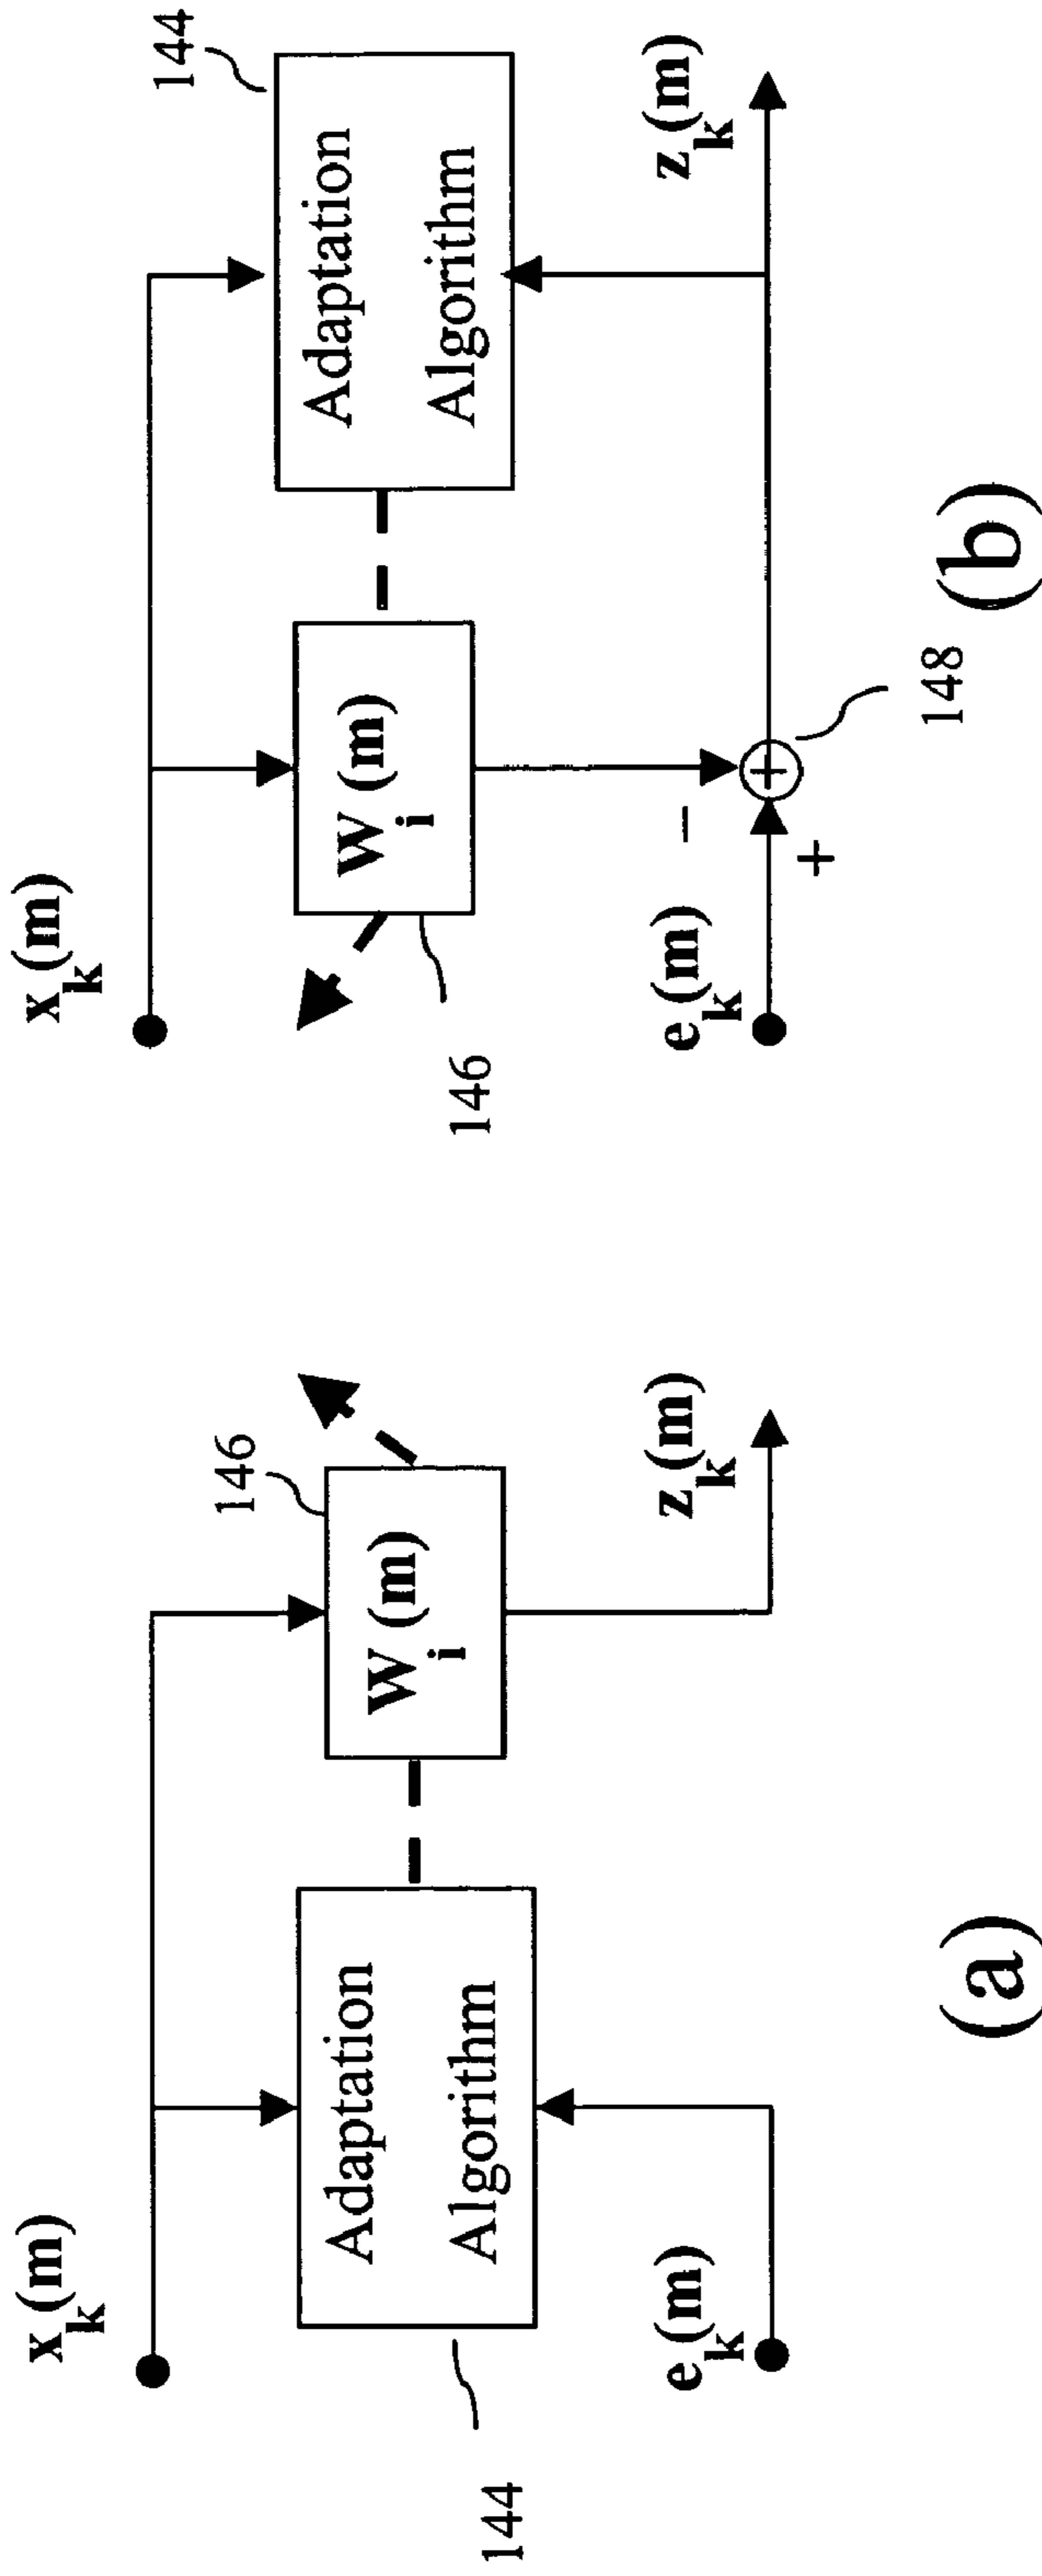 x_k(m)
146
Adaptation
Algorithm
W_i(m)
144
e_k(m)
z_k(m)
(a)
x_k(m)
144
W_i(m)
Adaptation
Algorithm
146
e_k(m)
−
+
+
z_k(m)
148
(b)